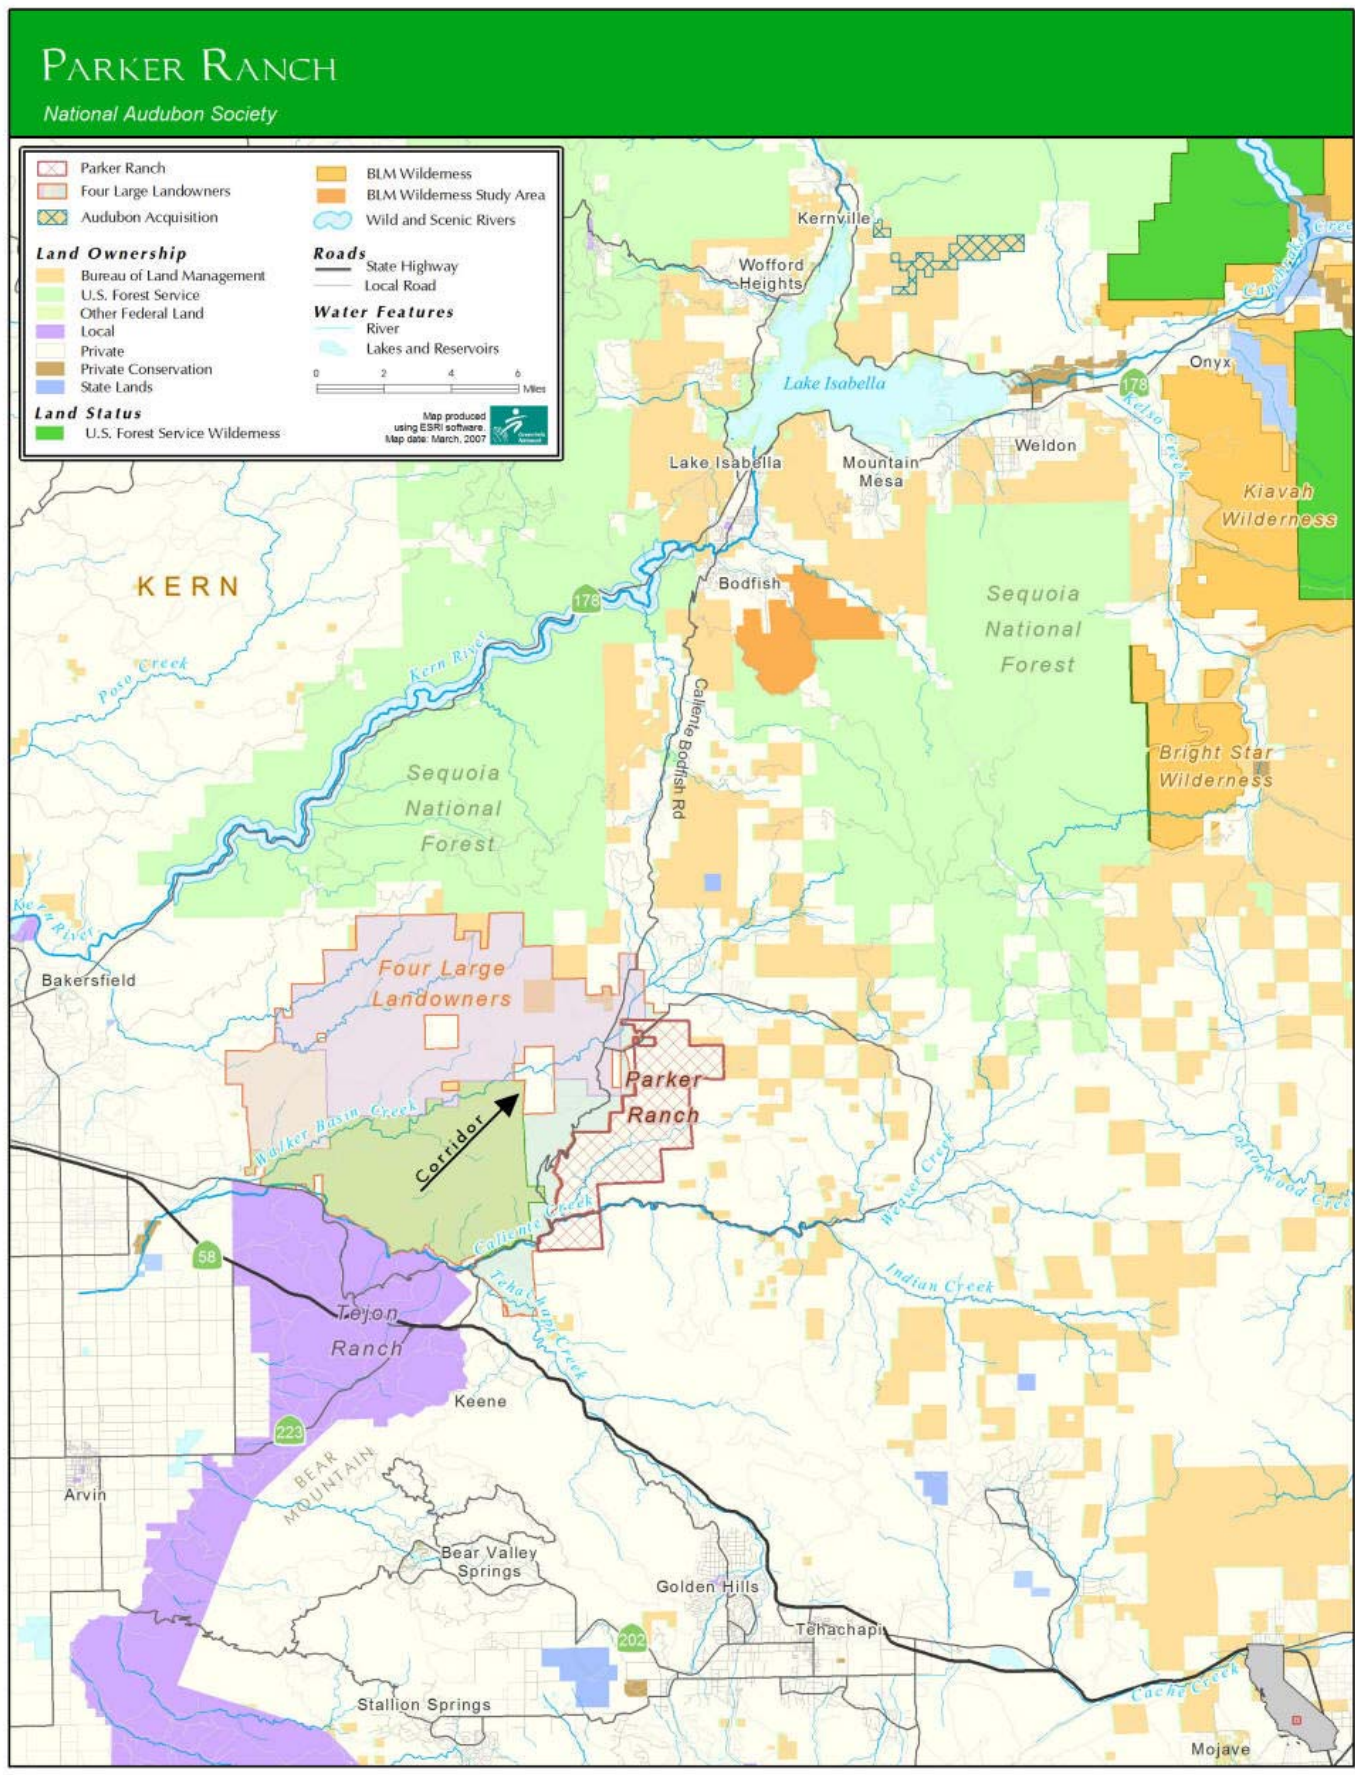 PARKER RANCH
National Audubon Society
Parker Ranch
Four Large Landowners
Audubon Acquisition
Land Ownership
Bureau of Land Management
U.S. Forest Service
Other Federal Land
Local
Private
Private Conservation
State Lands
Land Status
U.S. Forest Service Wilderness
BLM Wilderness
BLM Wilderness Study Area
Wild and Scenic Rivers
Roads
State Highway
Local Road
Water Features
River
Lakes and Reservoirs
0 2 4 6
Miles
Map produced
using ESRI software.
Map date: March, 2007
Kernville
Wofford
Heights
Canebrake Creek
Onyx
Lake Isabella
178
Kelso Creek
Weldon
Lake Isabella
Mountain
Mesa
Kiavah
Wilderness
KERN
Bodfish
178
Sequoia
National
Forest
Kern River
Poso Creek
Caliente Bodfish Rd
Bright Star
Wilderness
Sequoia
National
Forest
Kern River
Bakersfield
Four Large
Landowners
Parker
Ranch
Walker Basin Creek
Corridor
Weaver Creek
Cottonwood Creek
Caliente Creek
58
Tehachapi Creek
Indian Creek
Tejon
Ranch
Keene
223
BEAR
MOUNTAIN
Arvin
Bear Valley
Springs
Golden Hills
202
Tehachapi
Stallion Springs
Cache Creek
Mojave